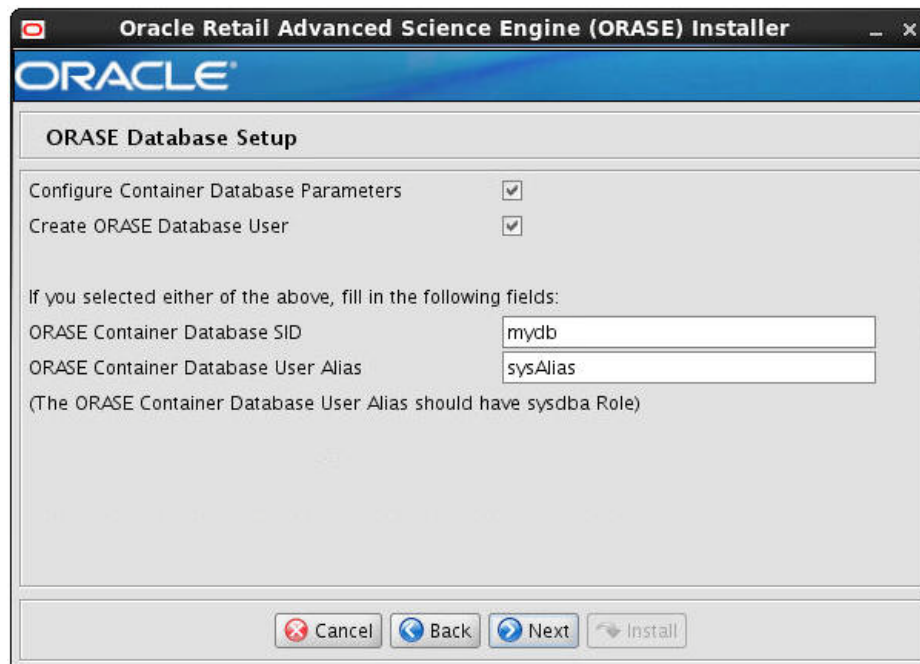 Oracle Retail Advanced Science Engine (ORASE) Installer
ORACLE
ORASE Database Setup
Configure Container Database Parameters
Create ORASE Database User
If you selected either of the above, fill in the following fields:
ORASE Container Database SID mydb
ORASE Container Database User Alias sysAlias
(The ORASE Container Database User Alias should have sysdba Role)
Cancel Back Next Install